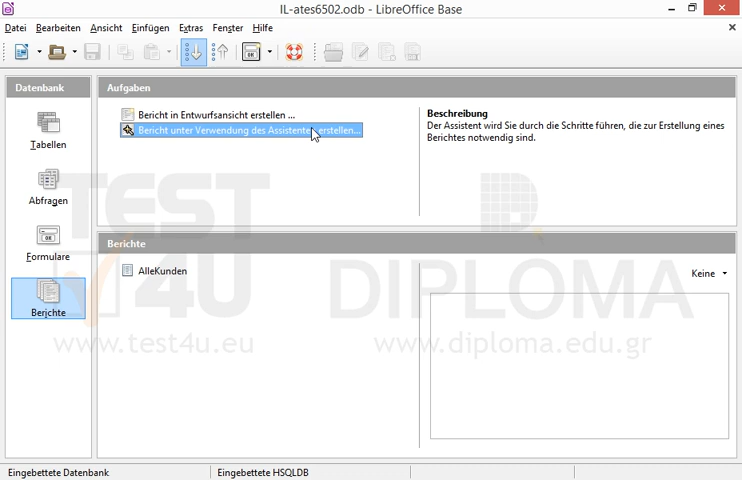 IL-ates6502.odb - LibreOffice Base
Datei Bearbeiten Ansicht Einfügen Extras Fenster Hilfe
Datenbank
Aufgaben
Tabellen
Abfragen
Formulare
Berichte
Bericht in Entwurfsansicht erstellen ...
Bericht unter Verwendung des Assistenten erstellen...
Beschreibung
Der Assistent wird Sie durch die Schritte führen, die zur Erstellung eines
Berichtes notwendig sind.
Berichte
AlleKunden
Keine
TEST
4U
www.test4u.eu
DIPLOMA
www.diploma.edu.gr
Eingebettete Datenbank
Eingebettete HSQLDB